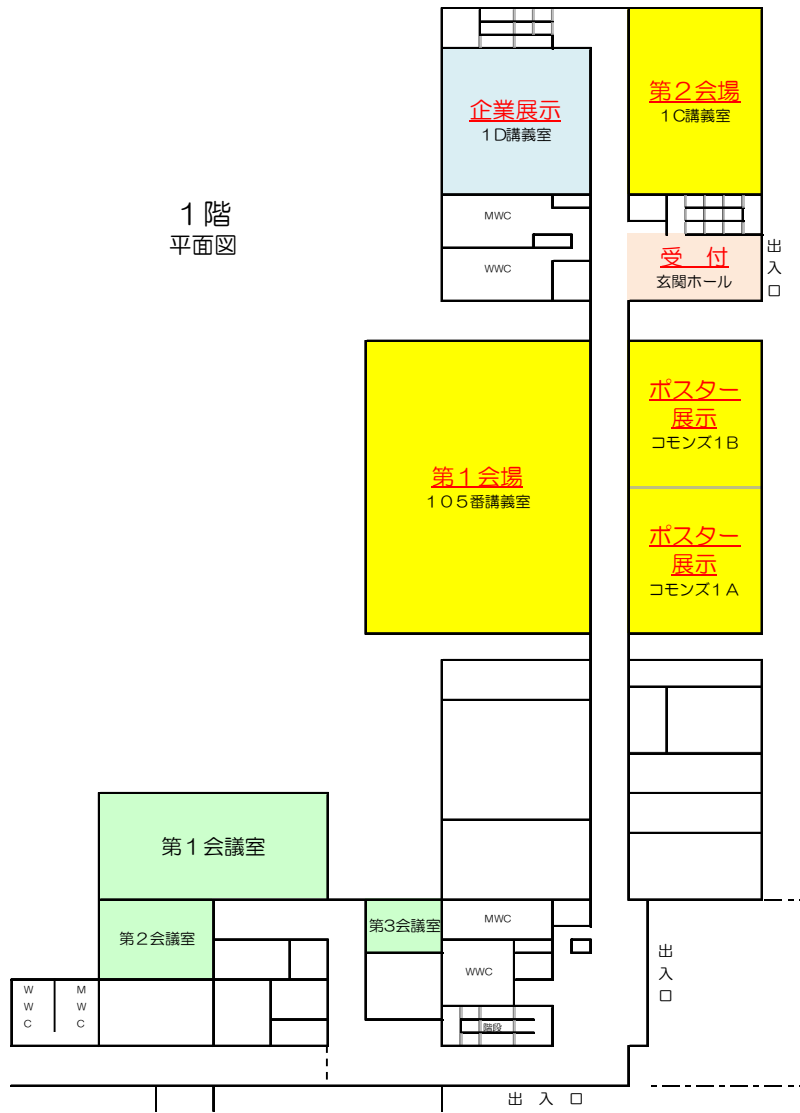 企業展示
1D講義室
第2会場
1C講義室
1階
平面図
MWC
WWC
受　付
玄関ホール
出入口
第1会場
105番講義室
ポスター
展示
コモンズ1B
ポスター
展示
コモンズ1A
第1会議室
第2会議室
第3会議室
MWC
WWC
階段
WWC
MWC
出入口
出 入 口